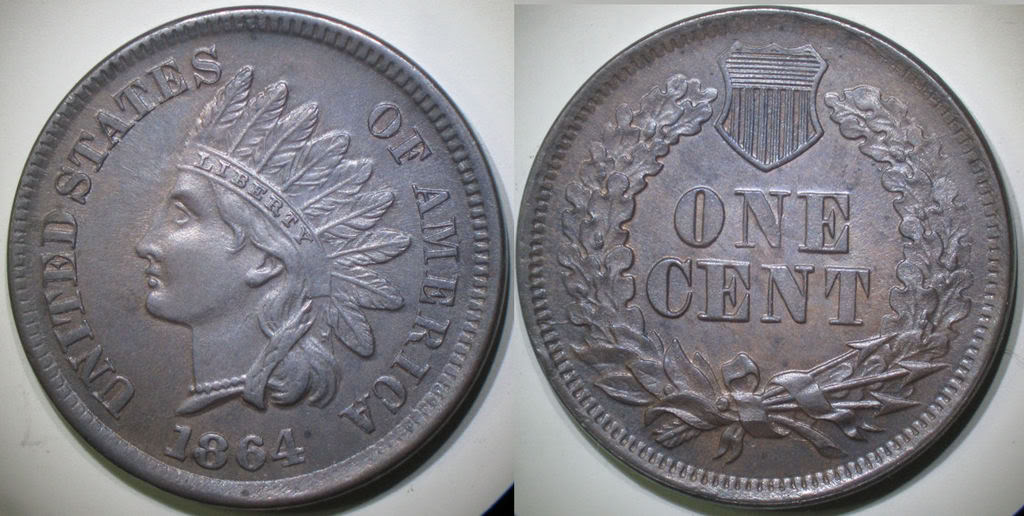 UNITED STATES OF AMERICA
LIBERTY
1864
ONE
CENT